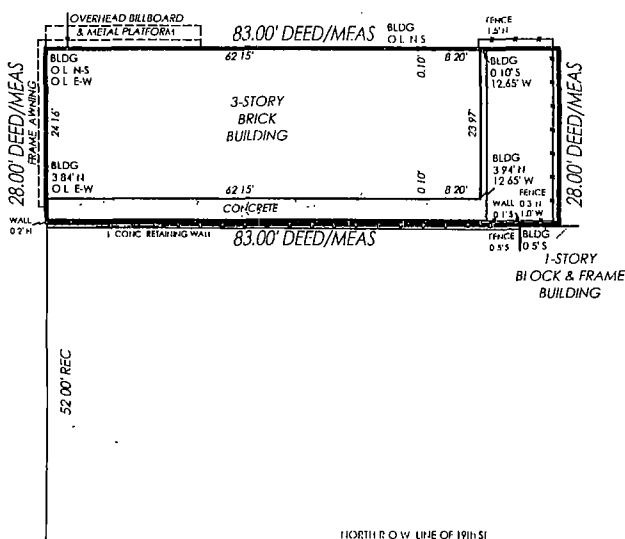 OVERHEAD BILLBOARD
& METAL PLATFORM
83.00' DEED/MEAS
BLDG
O L N S
FENCE
1.5' N
BLDG
O L N-S
O L E-W
62 15'
0.10'
8 20'
BLDG
0 10' S
12.65' W
28.00' DEED/MEAS
FRAME AWNING
24 16'
3-STORY
BRICK
BUILDING
23 97'
28.00' DEED/MEAS
BLDG
3 84' N
O L E-W
62 15'
0 10'
8 20'
BLDG
3 94' N
12 65' W
FENCE
0 3 N
1.0' W
WALL
0.1' S
CONCRETE
WALL
0 2' N
CONC RETAINING WALL
83.00' DEED/MEAS
FENCE
0 5' S
BLDG
0 5' S
1-STORY
BLOCK & FRAME
BUILDING
52 00' REC
NORTH R O W LINE OF 19th ST